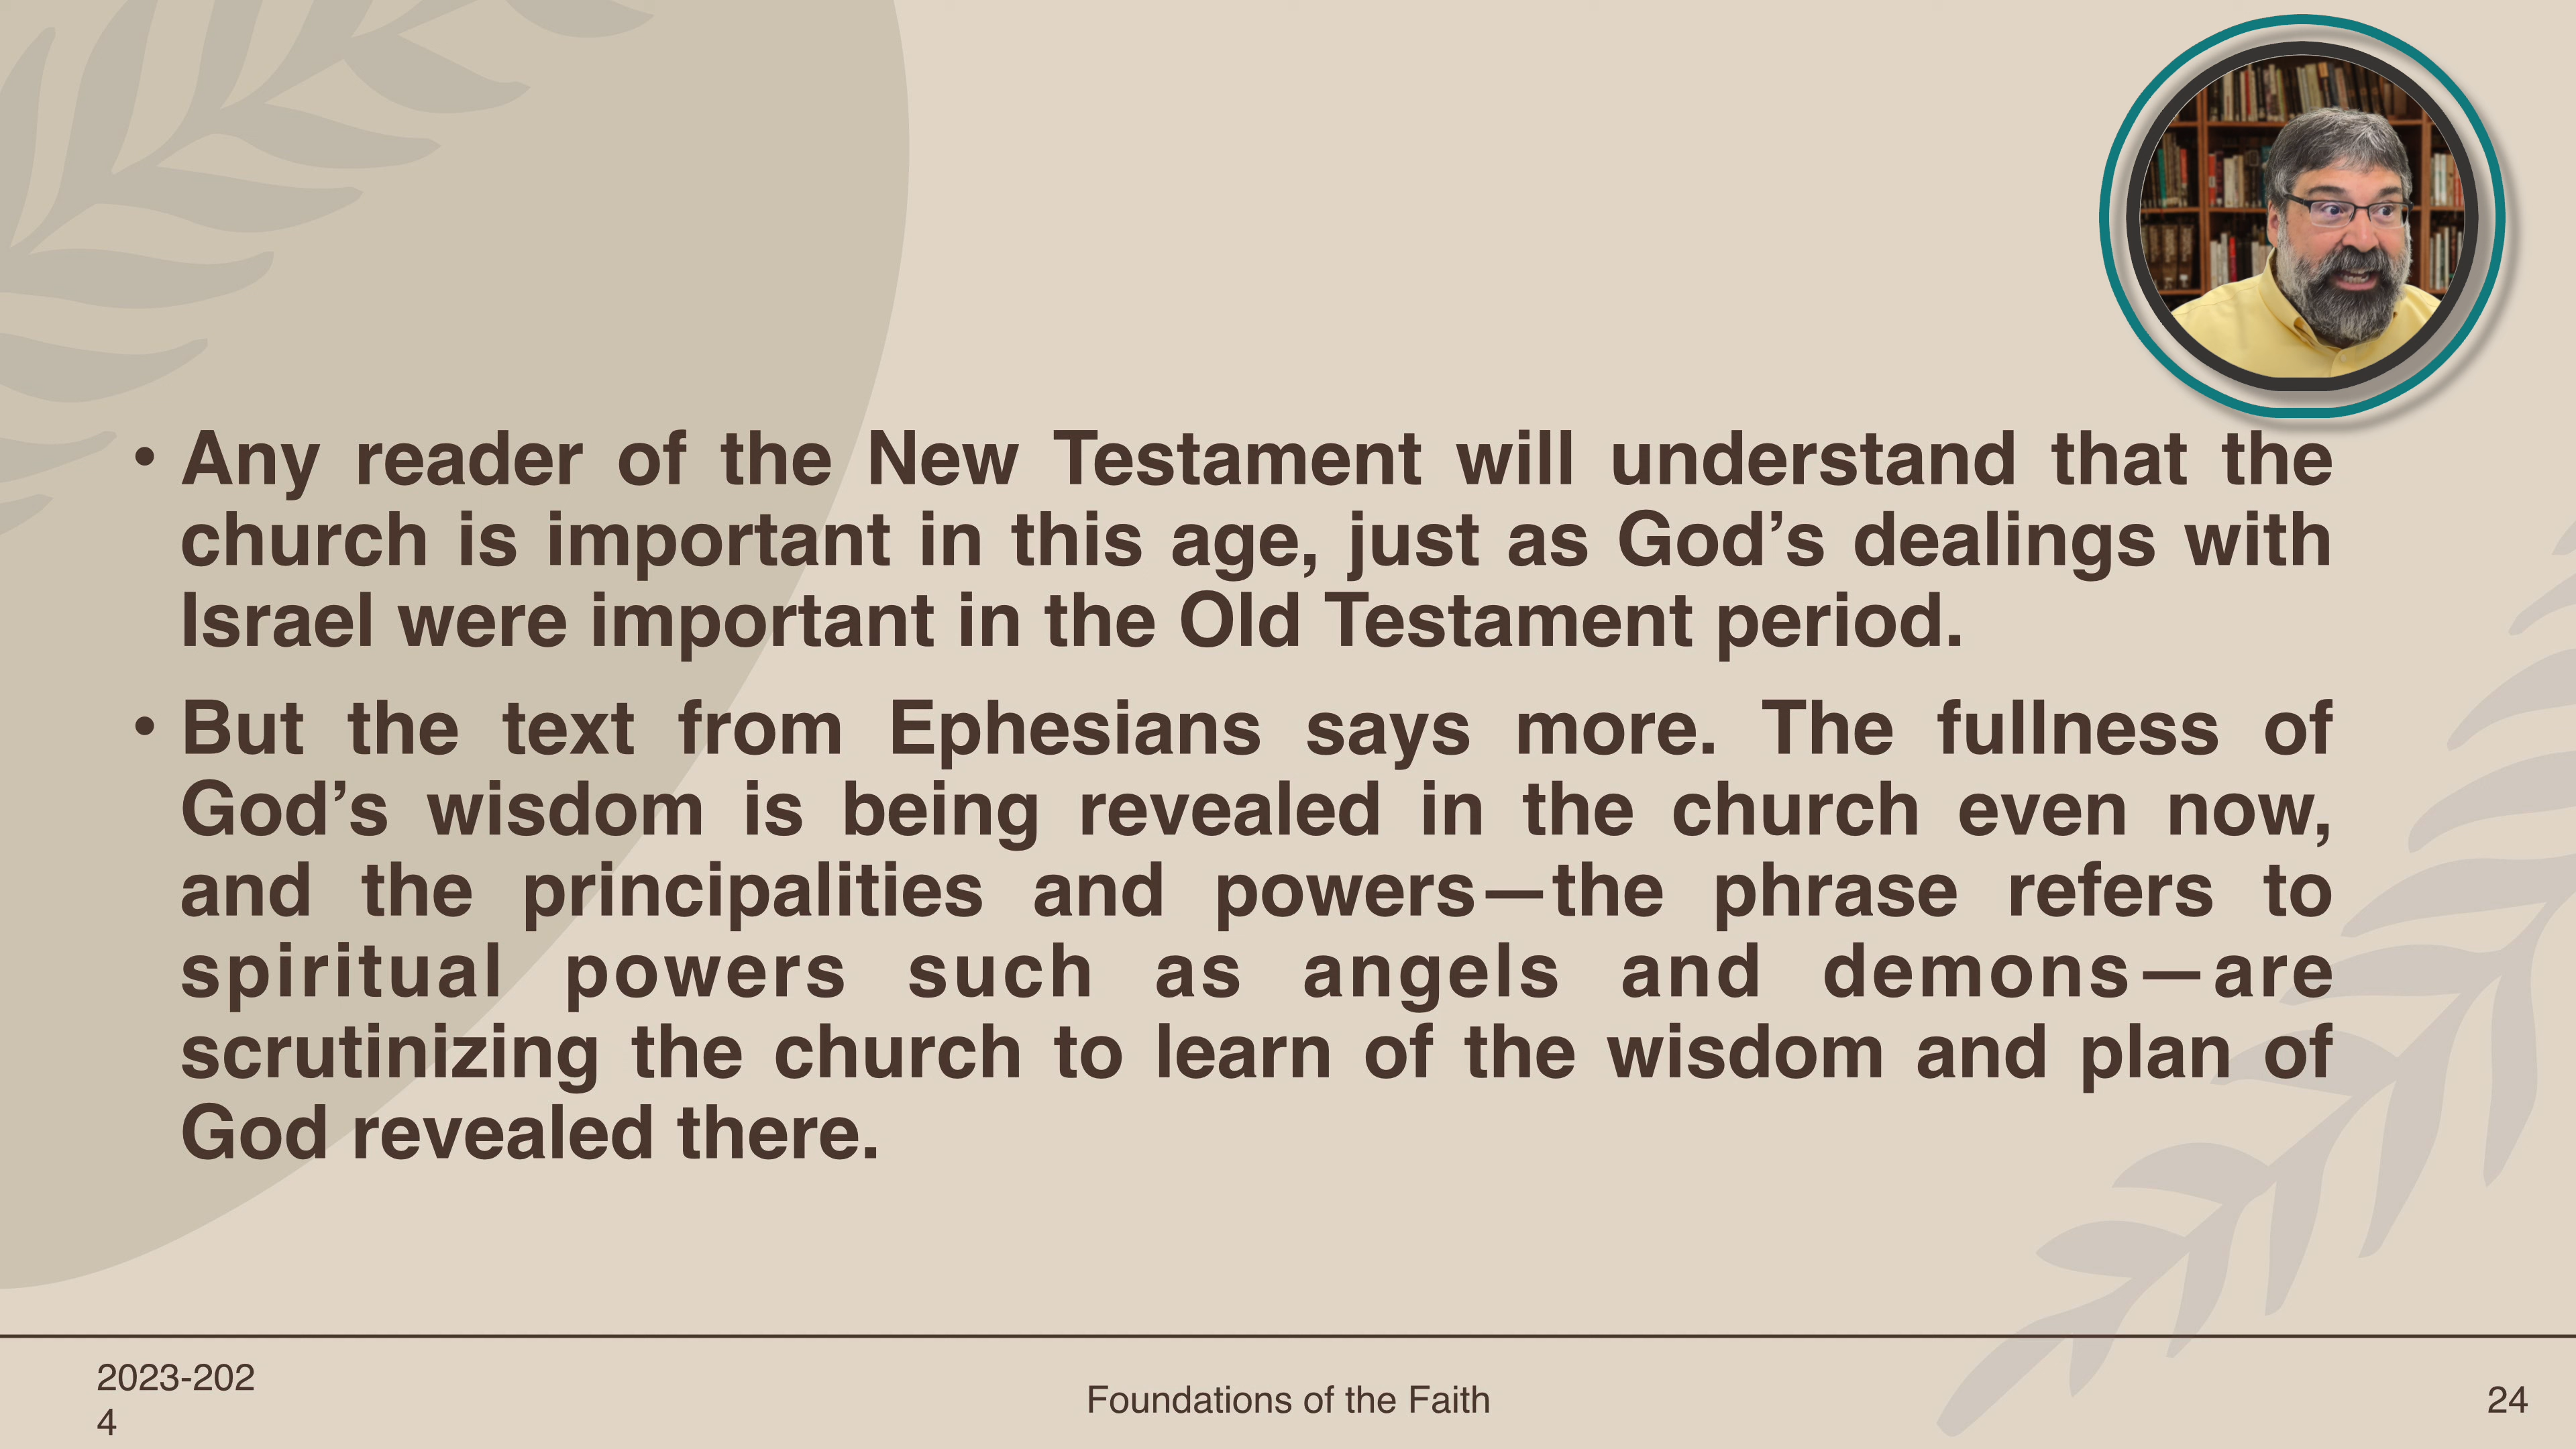 • Any reader of the New Testament will understand that the
church is important in this age, just as God’s dealings with
Israel were important in the Old Testament period.
• But the text from Ephesians says more. The fullness of
God’s wisdom is being revealed in the church even now,
and the principalities and powers—the phrase refers to
spiritual powers such as angels and demons—are
scrutinizing the church to learn of the wisdom and plan of
God revealed there.
2023-202
4
Foundations of the Faith
24